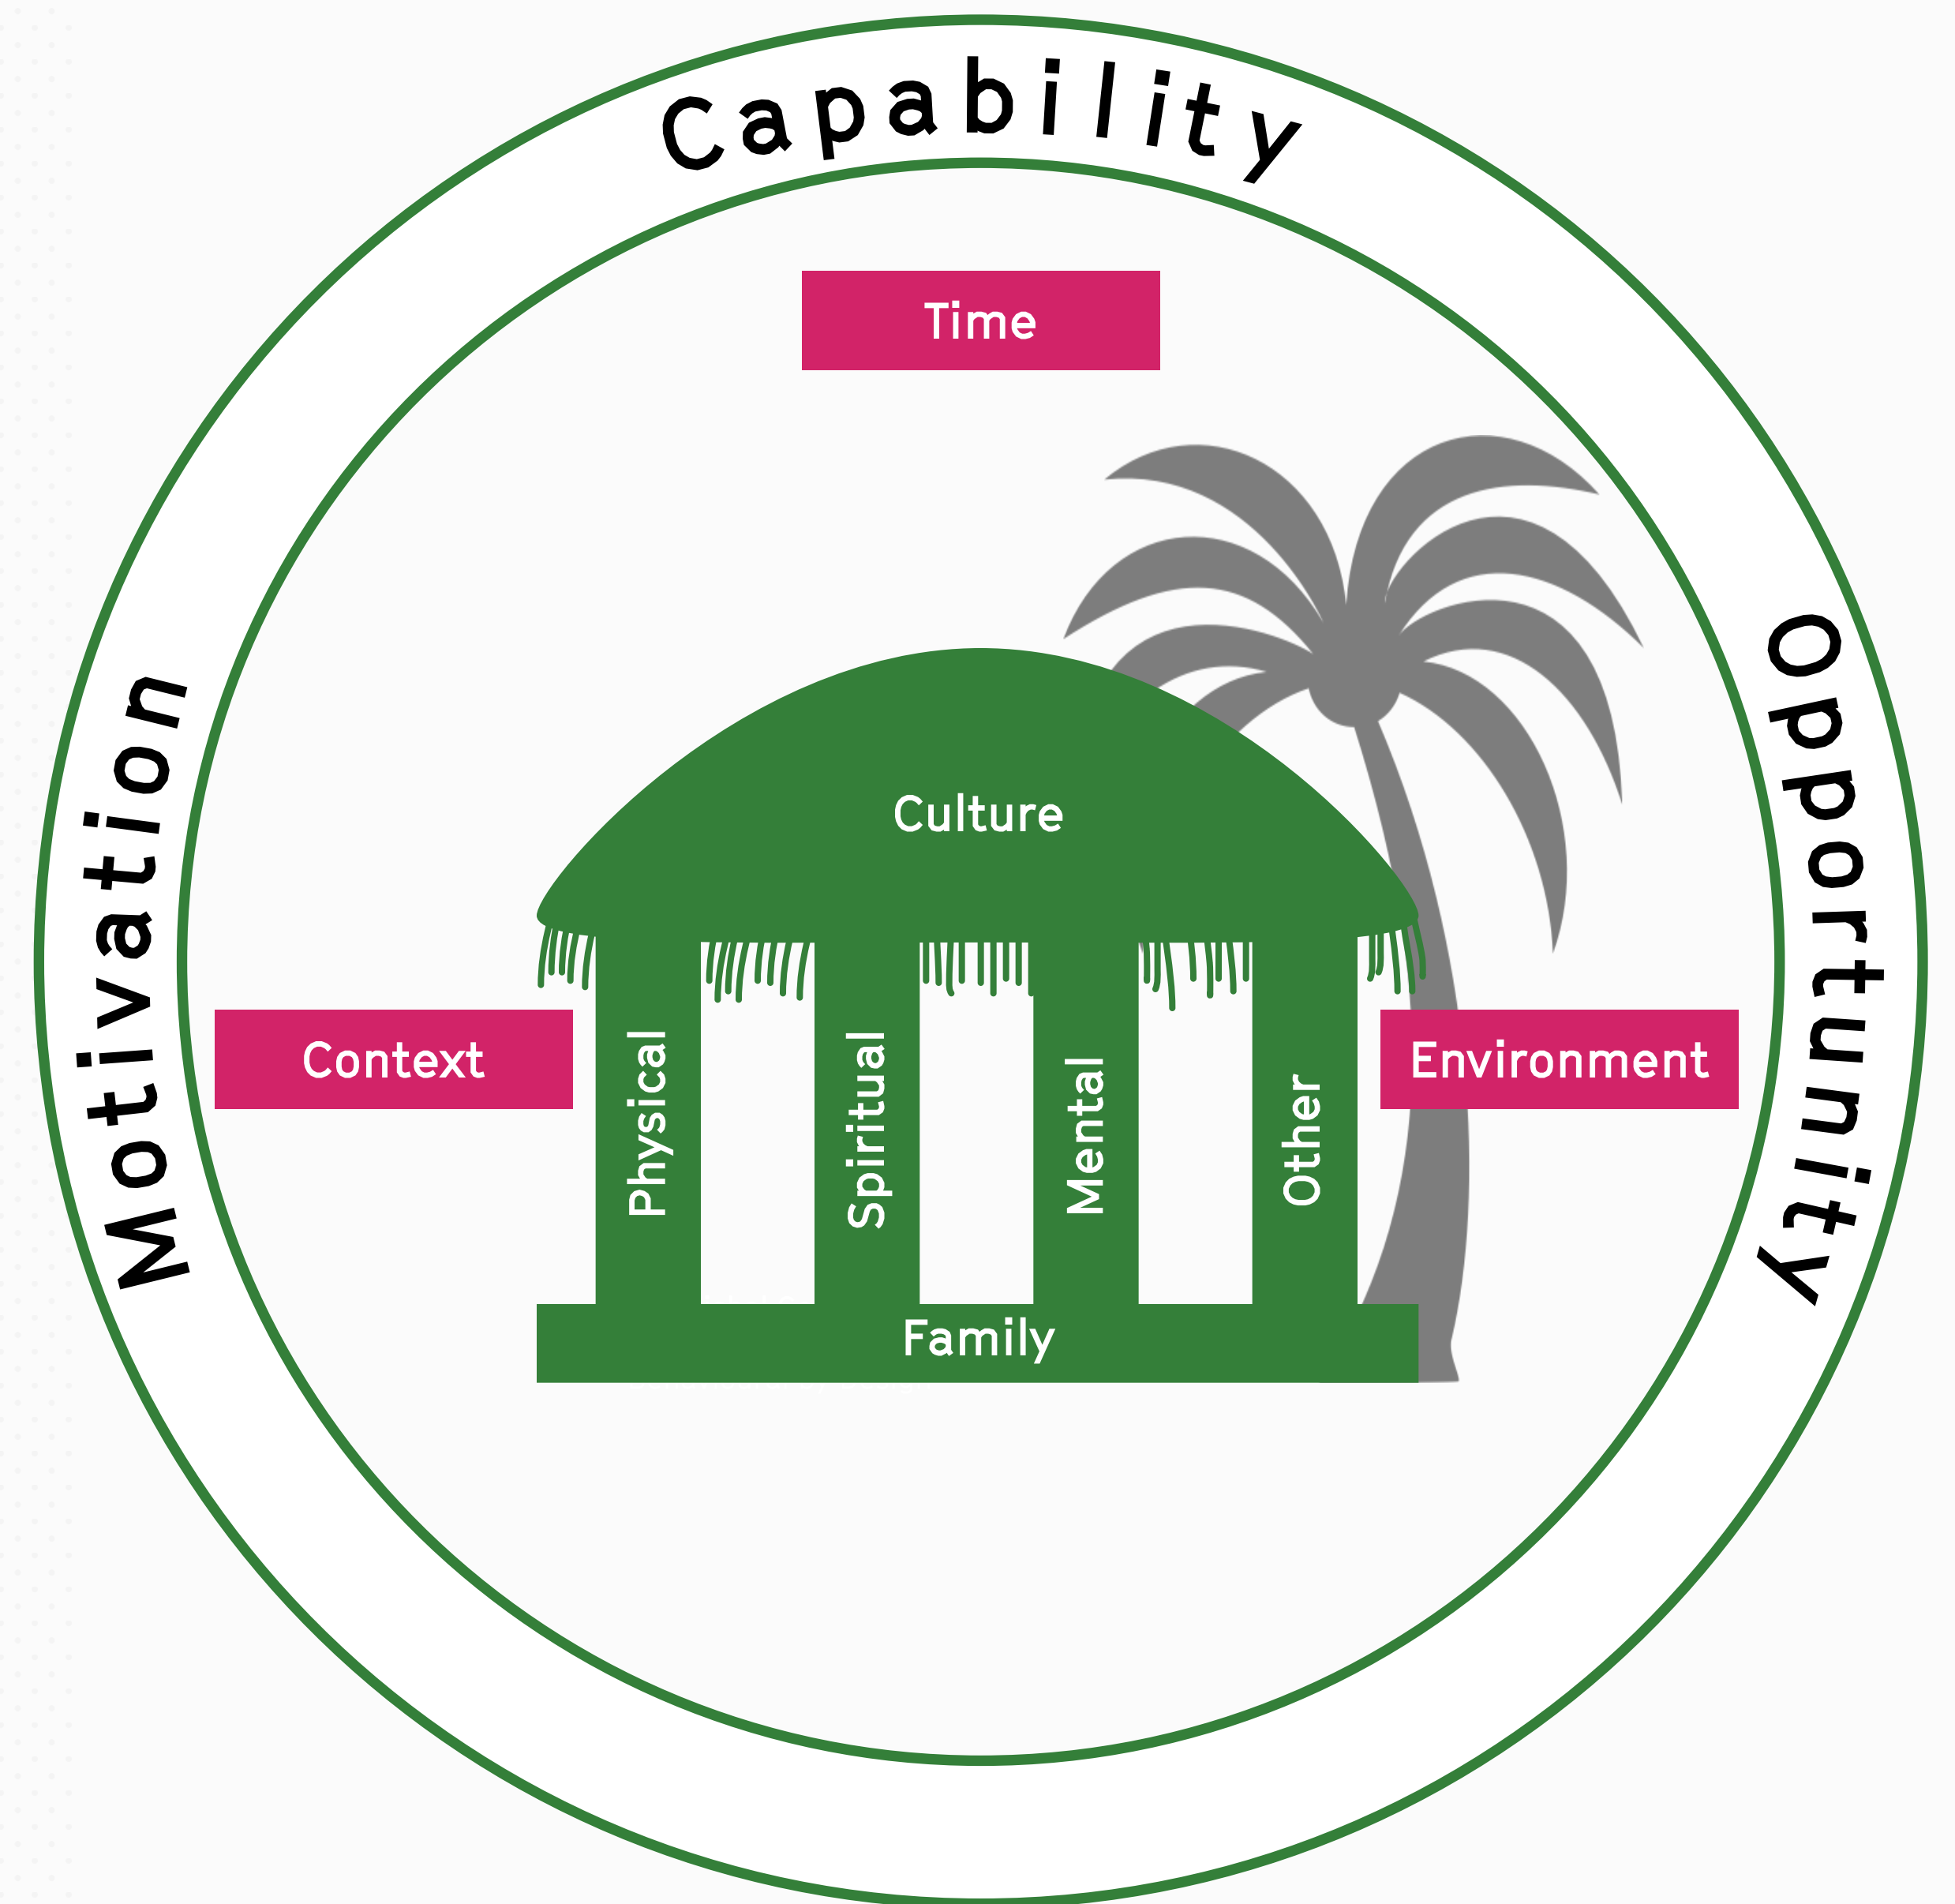 Capability
Time
Motivation
Opportunity
Culture
Context
Environment
Physical
Spiritual
Mental
Other
Family